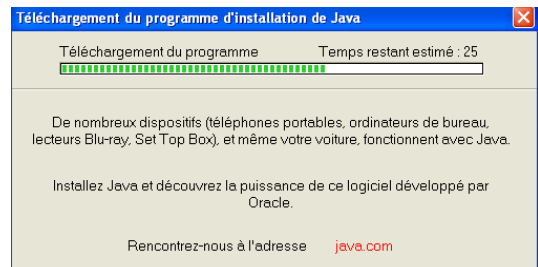 Téléchargement du programme d'installation de Java
Téléchargement du programme Temps restant estimé : 25
De nombreux dispositifs (téléphones portables, ordinateurs de bureau,
lecteurs Blu-ray, Set Top Box), et même votre voiture, fonctionnent avec Java.
Installez Java et découvrez la puissance de ce logiciel développé par
Oracle.
Rencontrez-nous à l'adresse java.com